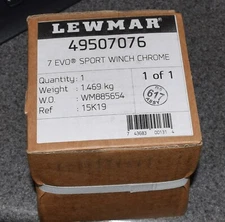 LEWMAR
49507076
7 EVO® SPORT WINCH CHROME
Quantity: 1
1 of 1
Weight : 1.469 kg
W.O : WM885654
Ref : 15K19
617